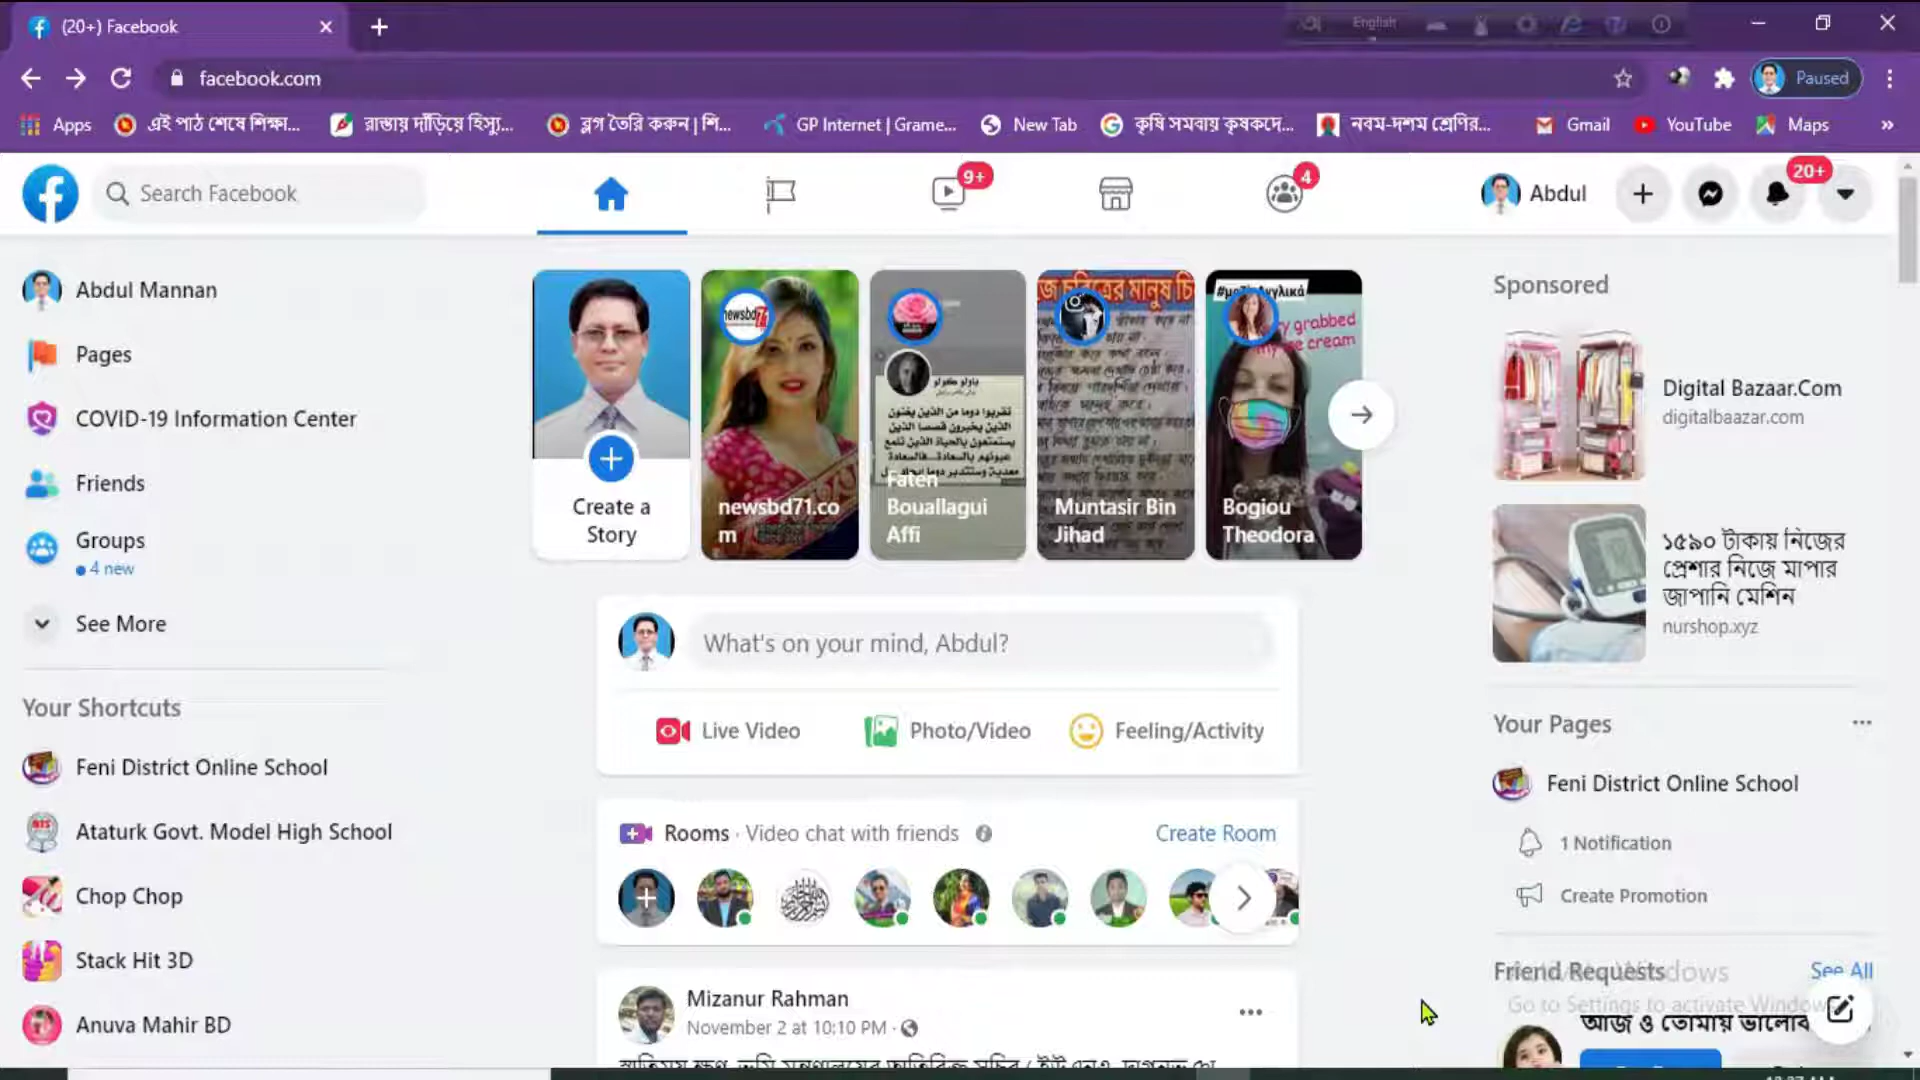 (20+) Facebook
English
facebook.com
Paused
Apps
এই পাঠ শেষে শিক্ষা...
রাস্তায় দাঁড়িয়ে হিস্যু...
ব্লগ তৈরি করুন | শি...
GP Internet | Grame...
New Tab
কৃষি সমবায় কৃষকদে...
নবম-দশম শ্রেণির...
Gmail
YouTube
Maps
»
Search Facebook
9+
4
Abdul
20+
Abdul Mannan
Pages
COVID-19 Information Center
Friends
Groups
4 new
See More
Your Shortcuts
Feni District Online School
Ataturk Govt. Model High School
Chop Chop
Stack Hit 3D
Anuva Mahir BD
Create a
Story
newsbd71.co
m
Faten
Bouallagui
Affi
Muntasir Bin
Jihad
grabbed
cream
Bogiou
Theodora
What's on your mind, Abdul?
Live Video
Photo/Video
Feeling/Activity
Rooms · Video chat with friends
Create Room
Mizanur Rahman
November 2 at 10:10 PM ·
Sponsored
Digital Bazaar.Com
digitalbaazar.com
১৫৯০ টাকায় নিজের
প্রেশার নিজে মাপার
জাপানি মেশিন
nurshop.xyz
Your Pages
Feni District Online School
1 Notification
Create Promotion
Friend Requests
See All
Go to Settings to activate Windows.
আজ ও তোমায়